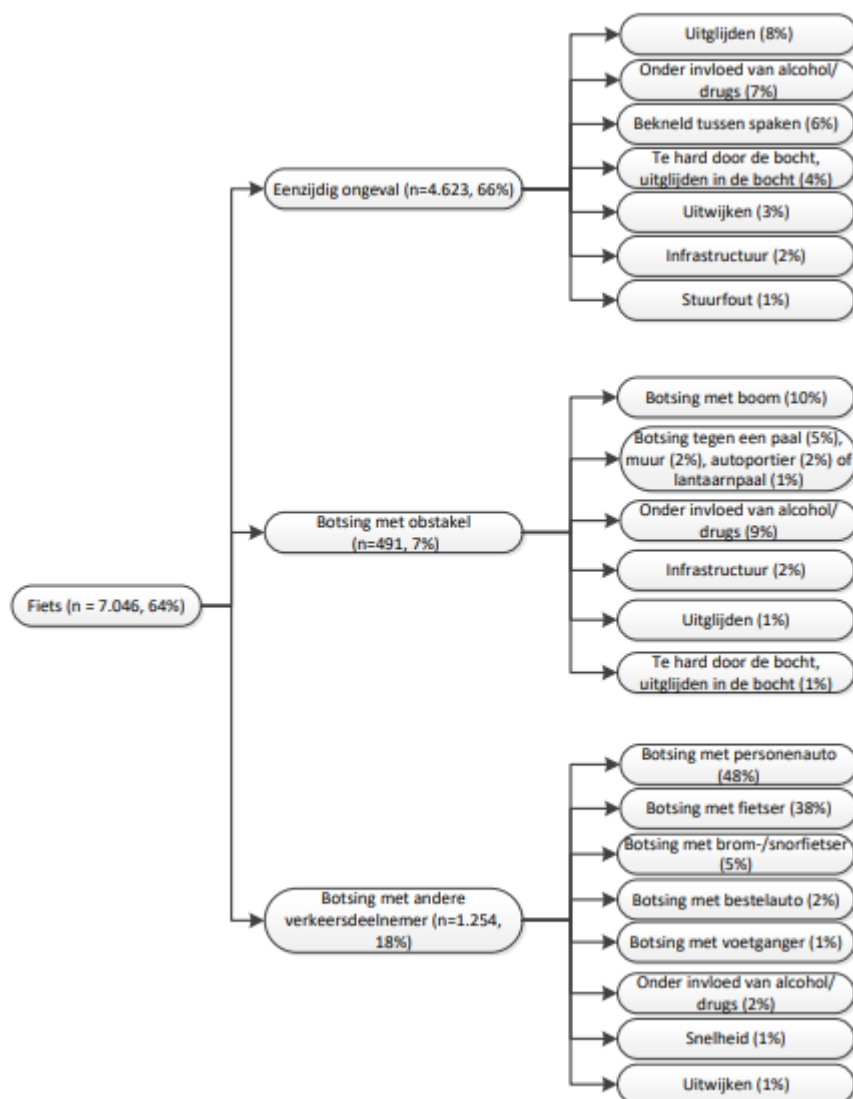 Fiets (n = 7.046, 64%)
Eenzijdig ongeval (n=4.623, 66%)
Uitglijden (8%)
Onder invloed van alcohol/
drugs (7%)
Bekneld tussen spaken (6%)
Te hard door de bocht,
uitglijden in de bocht (4%)
Uitwijken (3%)
Infrastructuur (2%)
Stuurfout (1%)
Botsing met obstakel
(n=491, 7%)
Botsing met boom (10%)
Botsing tegen een paal (5%),
muur (2%), autoportier (2%) of
lantaarnpaal (1%)
Onder invloed van alcohol/
drugs (9%)
Infrastructuur (2%)
Uitglijden (1%)
Te hard door de bocht,
uitglijden in de bocht (1%)
Botsing met andere
verkeersdeelnemer (n=1.254,
18%)
Botsing met personenauto
(48%)
Botsing met fietser (38%)
Botsing met brom-/snorfietser
(5%)
Botsing met bestelauto (2%)
Botsing met voetganger (1%)
Onder invloed van alcohol/
drugs (2%)
Snelheid (1%)
Uitwijken (1%)